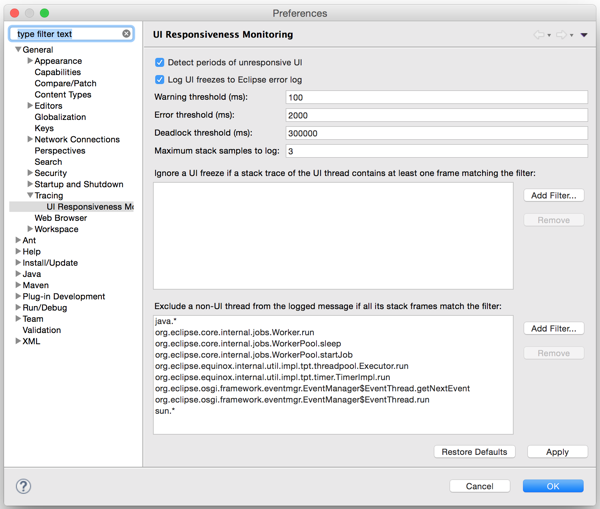 Preferences
type filter text
UI Responsiveness Monitoring
General
Appearance
Capabilities
Compare/Patch
Content Types
Editors
Globalization
Keys
Network Connections
Perspectives
Search
Security
Startup and Shutdown
Tracing
UI Responsiveness Mo
Web Browser
Workspace
Ant
Help
Install/Update
Java
Maven
Plug-in Development
Run/Debug
Team
Validation
XML
Detect periods of unresponsive UI
Log UI freezes to Eclipse error log
Warning threshold (ms): 100
Error threshold (ms): 2000
Deadlock threshold (ms): 300000
Maximum stack samples to log: 3
Ignore a UI freeze if a stack trace of the UI thread contains at least one frame matching the filter:
Add Filter...
Remove
Exclude a non-UI thread from the logged message if all its stack frames match the filter:
java.*
org.eclipse.core.internal.jobs.Worker.run
org.eclipse.core.internal.jobs.WorkerPool.sleep
org.eclipse.core.internal.jobs.WorkerPool.startJob
org.eclipse.equinox.internal.util.impl.tpt.threadpool.Executor.run
org.eclipse.equinox.internal.util.impl.tpt.timer.TimerImpl.run
org.eclipse.osgi.framework.eventmgr.EventManager$EventThread.getNextEvent
org.eclipse.osgi.framework.eventmgr.EventManager$EventThread.run
sun.*
Add Filter...
Remove
Restore Defaults
Apply
?
Cancel
OK